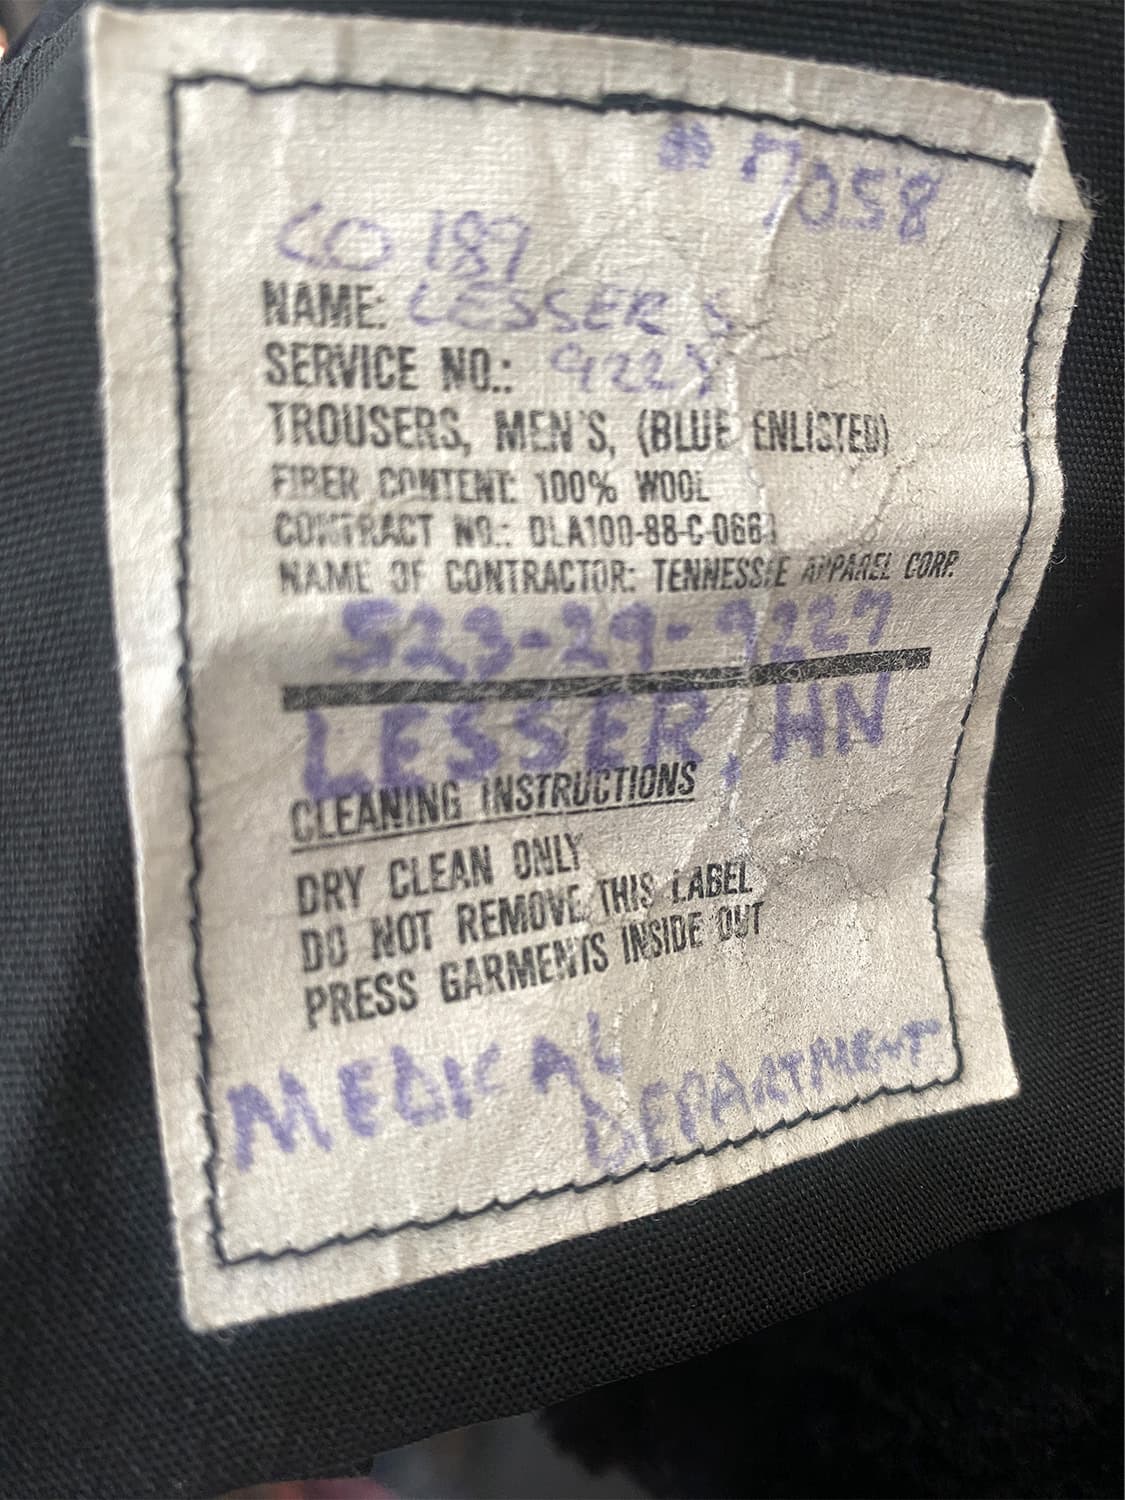 # 7058
CO 189
NAME: LESSER S
SERVICE NO.:
TROUSERS, MEN'S, (BLUE ENLISTED)
FIBER CONTENT: 100% WOOL
CONTRACT NO.:
NAME OF CONTRACTOR: TENNESSEE APPAREL CORP.
523-29-9227
LESSER, HN
CLEANING INSTRUCTIONS
DRY CLEAN ONLY
DO NOT REMOVE THIS LABEL
PRESS GARMENTS INSIDE OUT
MEDICAL
DEPARTMENT